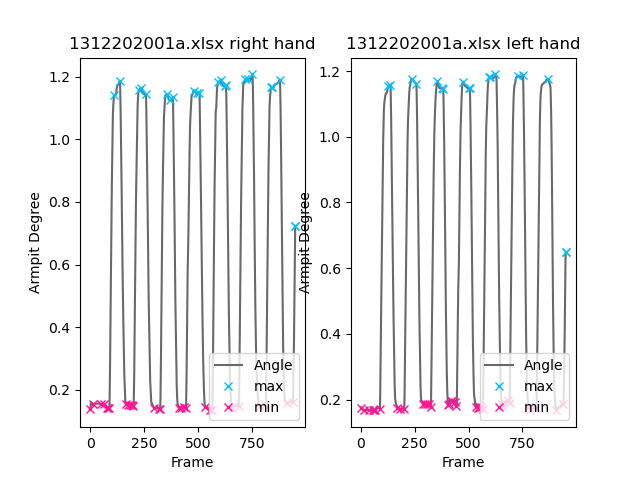 1312202001a.xlsx right hand
1312202001a.xlsx left hand
Armpit Degree
1.2
1.0
0.8
0.6
0.4
0.2
0
250
500
750
Frame
Angle
max
min
Armpit Degree
1.2
1.0
0.8
0.6
0.4
0.2
0
250
500
750
Frame
Angle
max
min